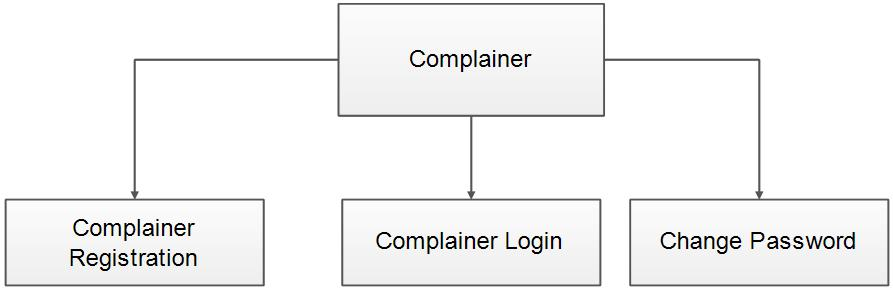 Complainer
Complainer
Registration
Complainer Login
Change Password